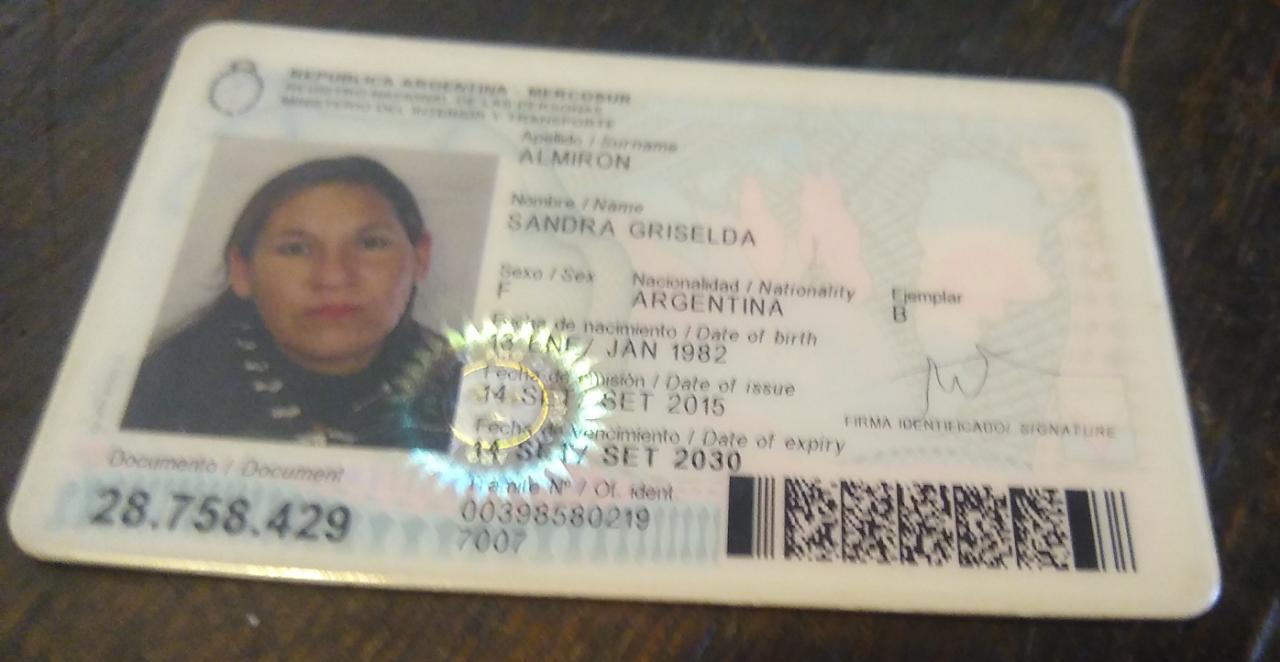 REPUBLICA ARGENTINA - MERCOSUR
REGISTRO NACIONAL DE LAS PERSONAS
MINISTERIO DEL INTERIOR Y TRANSPORTE
Apellido / Surname
ALMIRON
Nombre / Name
SANDRA GRISELDA
Sexo / Sex Nacionalidad / Nationality Ejemplar
F ARGENTINA B
Fecha de nacimiento / Date of birth
13 ENE/ JAN 1982
Fecha de emisión / Date of issue
14 SET/ SET 2015
Fecha de vencimiento / Date of expiry
14 SET/ SET 2030
FIRMA IDENTIFICADO/ SIGNATURE
Documento / Document
28.758.429
Trámite Nº / Of. ident.
00398580219
7007